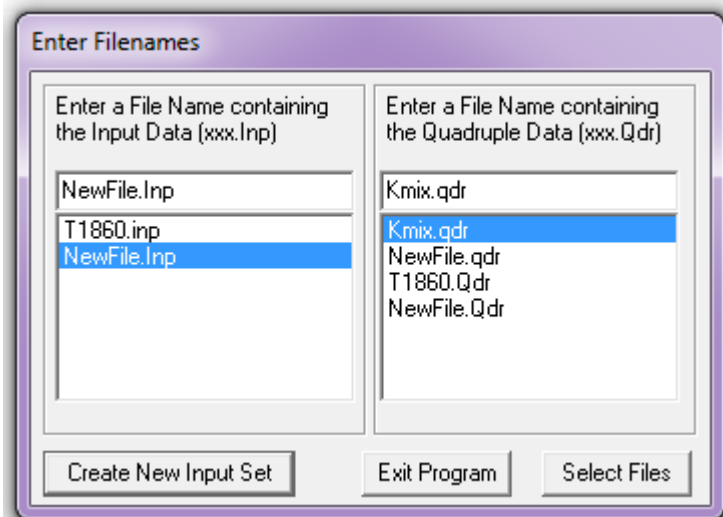 Enter Filenames
Enter a File Name containing
the Input Data (xxx.Inp)
NewFile.Inp
T1860.inp
NewFile.Inp
Enter a File Name containing
the Quadruple Data (xxx.Qdr)
Kmix.qdr
Kmix.qdr
NewFile.qdr
T1860.Qdr
NewFile.Qdr
Create New Input Set
Exit Program
Select Files